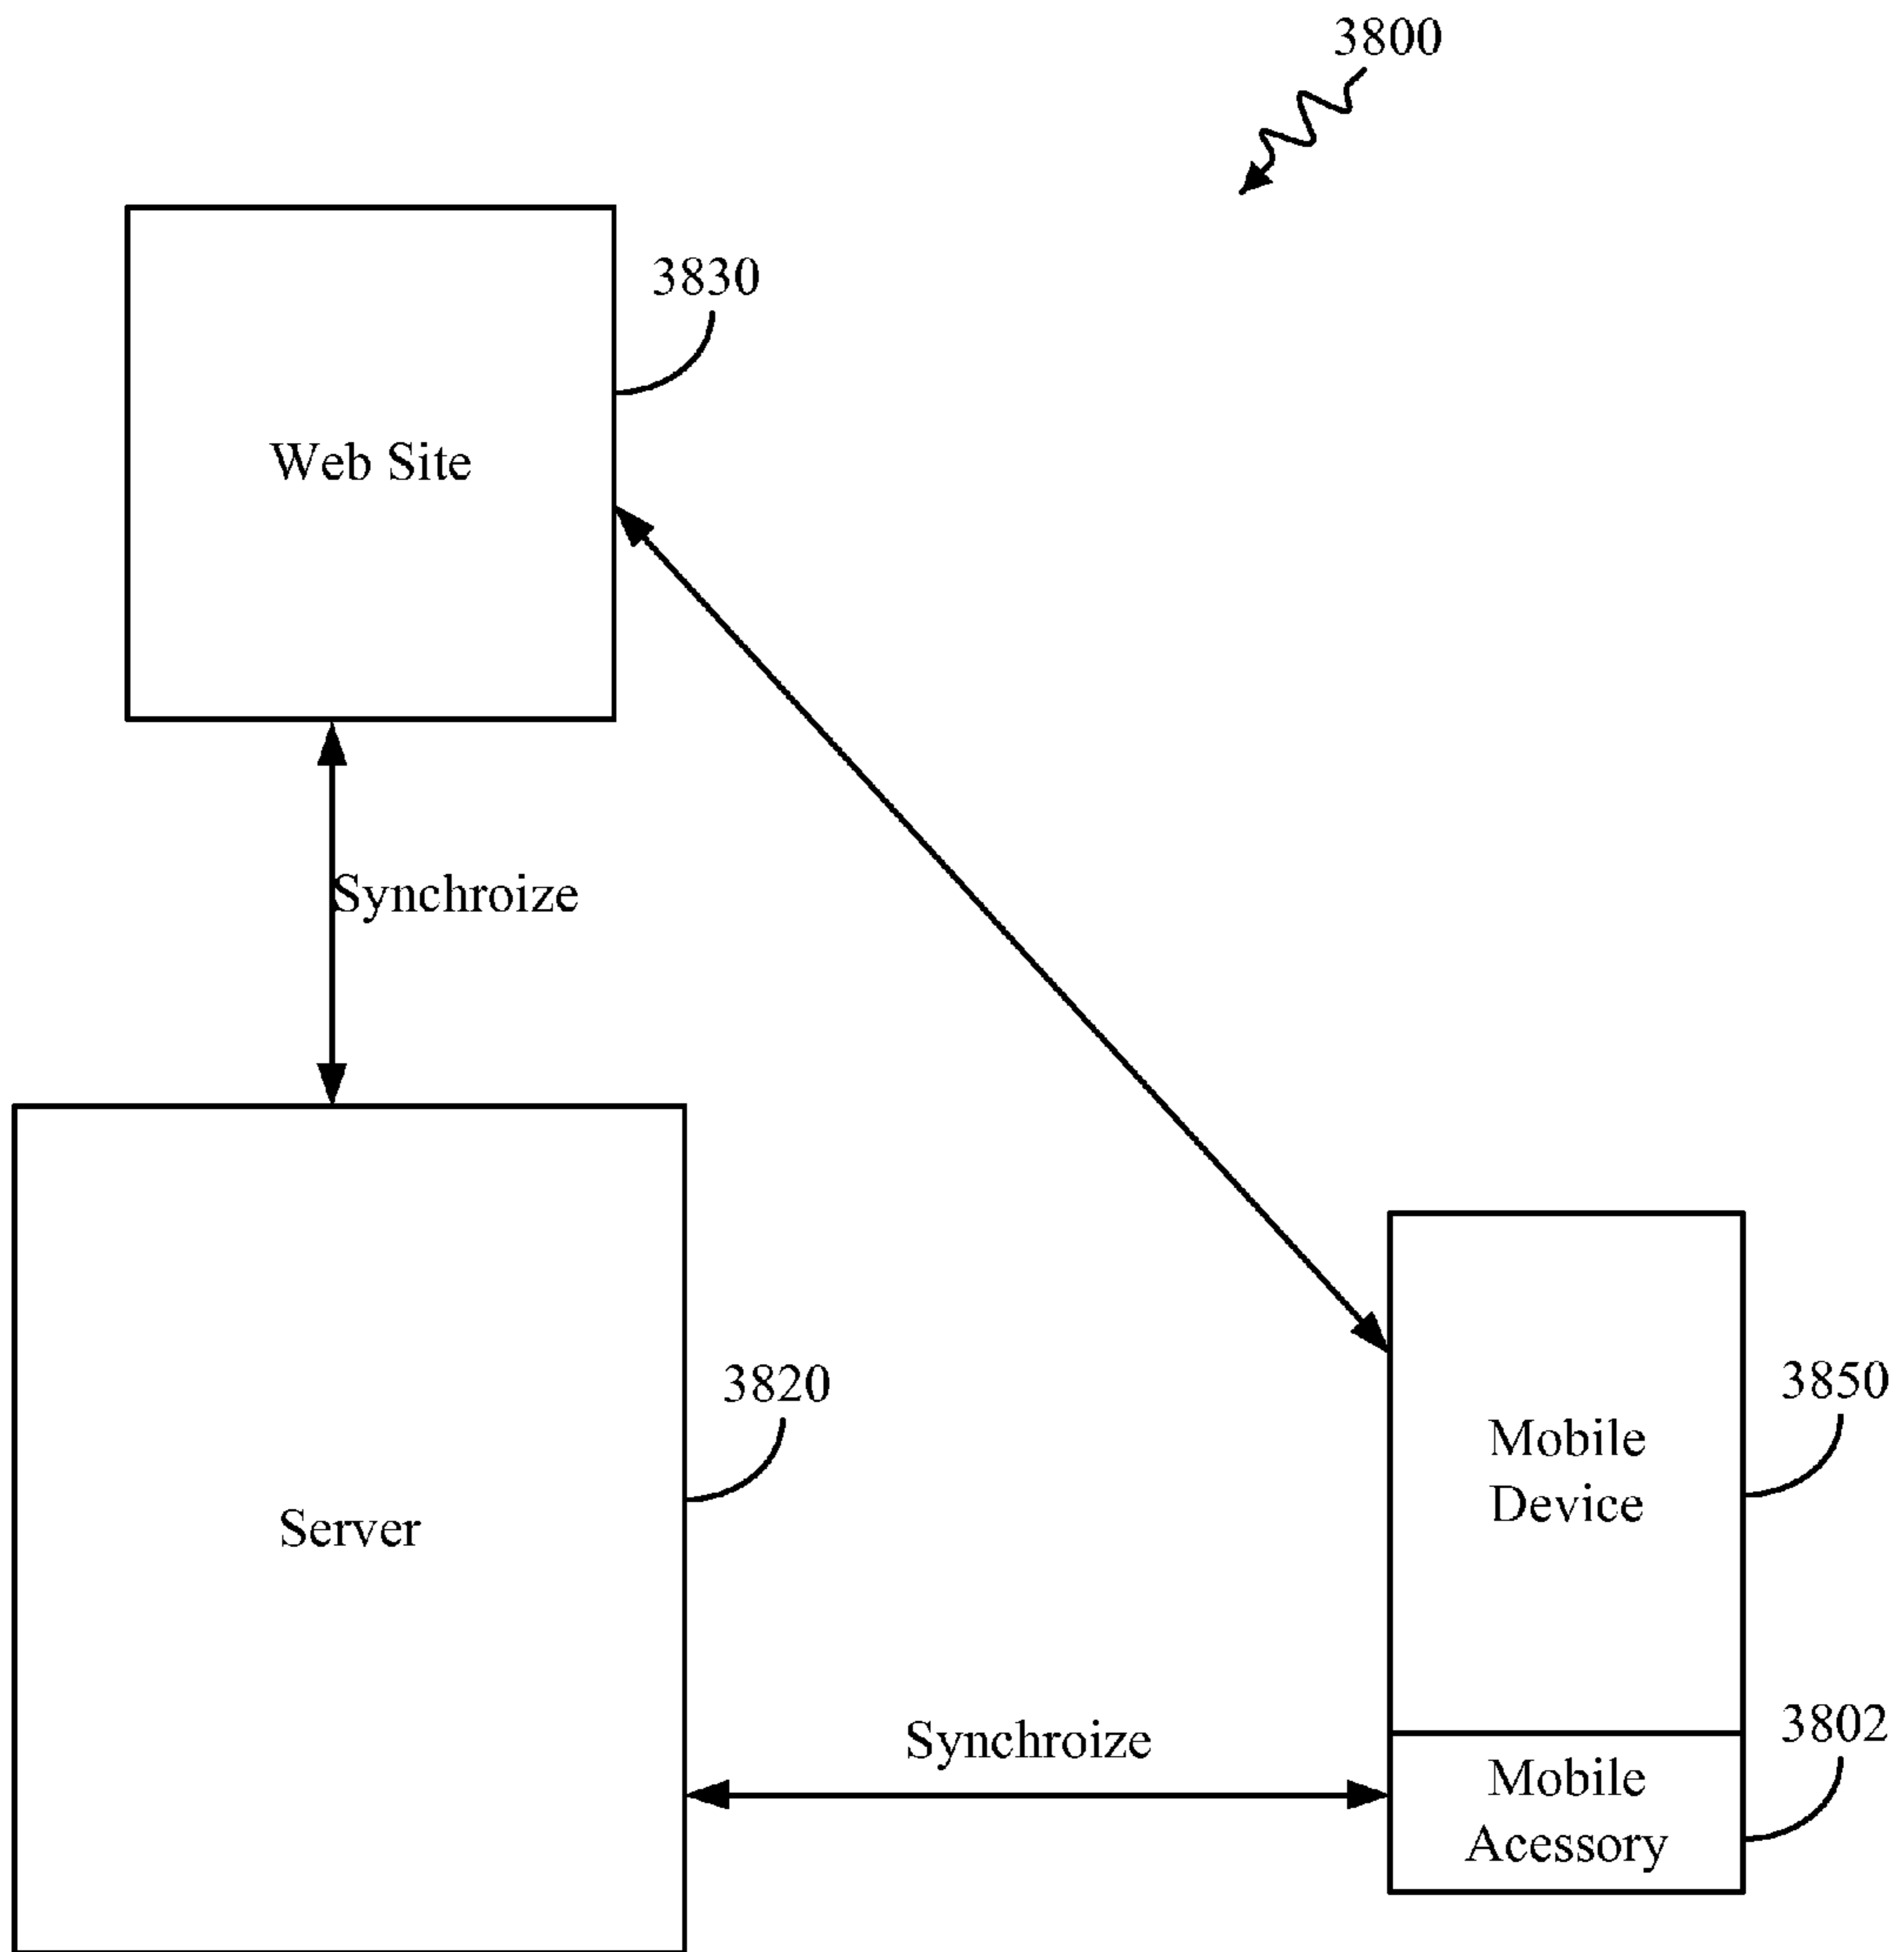 3800
3830
Web Site
Synchroize
3820
Server
3850
Mobile
Device
Synchroize
3802
Mobile
Acessory